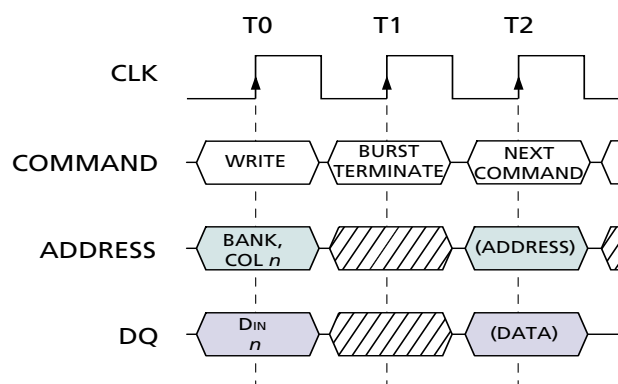 T0 T1 T2
CLK
COMMAND WRITE BURST TERMINATE NEXT COMMAND
ADDRESS BANK, COL n (ADDRESS)
DQ DIN n (DATA)